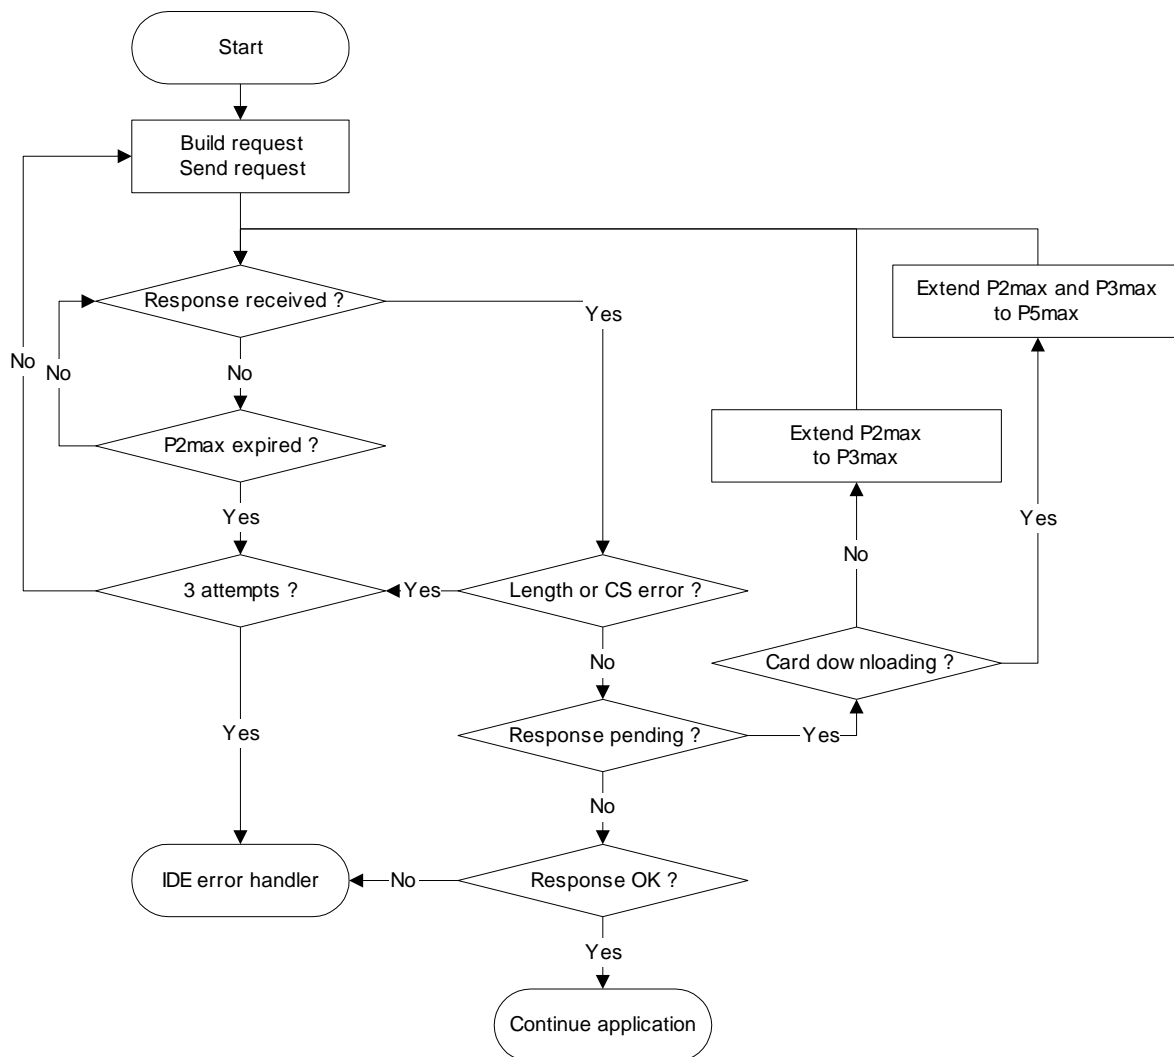 Start
Build request
Send request
Response received ?
Yes
Extend P2max and P3max
to P5max
No
No
No
P2max expired ?
Extend P2max
to P3max
Yes
Yes
No
3 attempts ?
Yes
Length or CS error ?
No
Card dow nloading ?
Yes
Response pending ?
Yes
No
IDE error handler
No
Response OK ?
Yes
Continue application